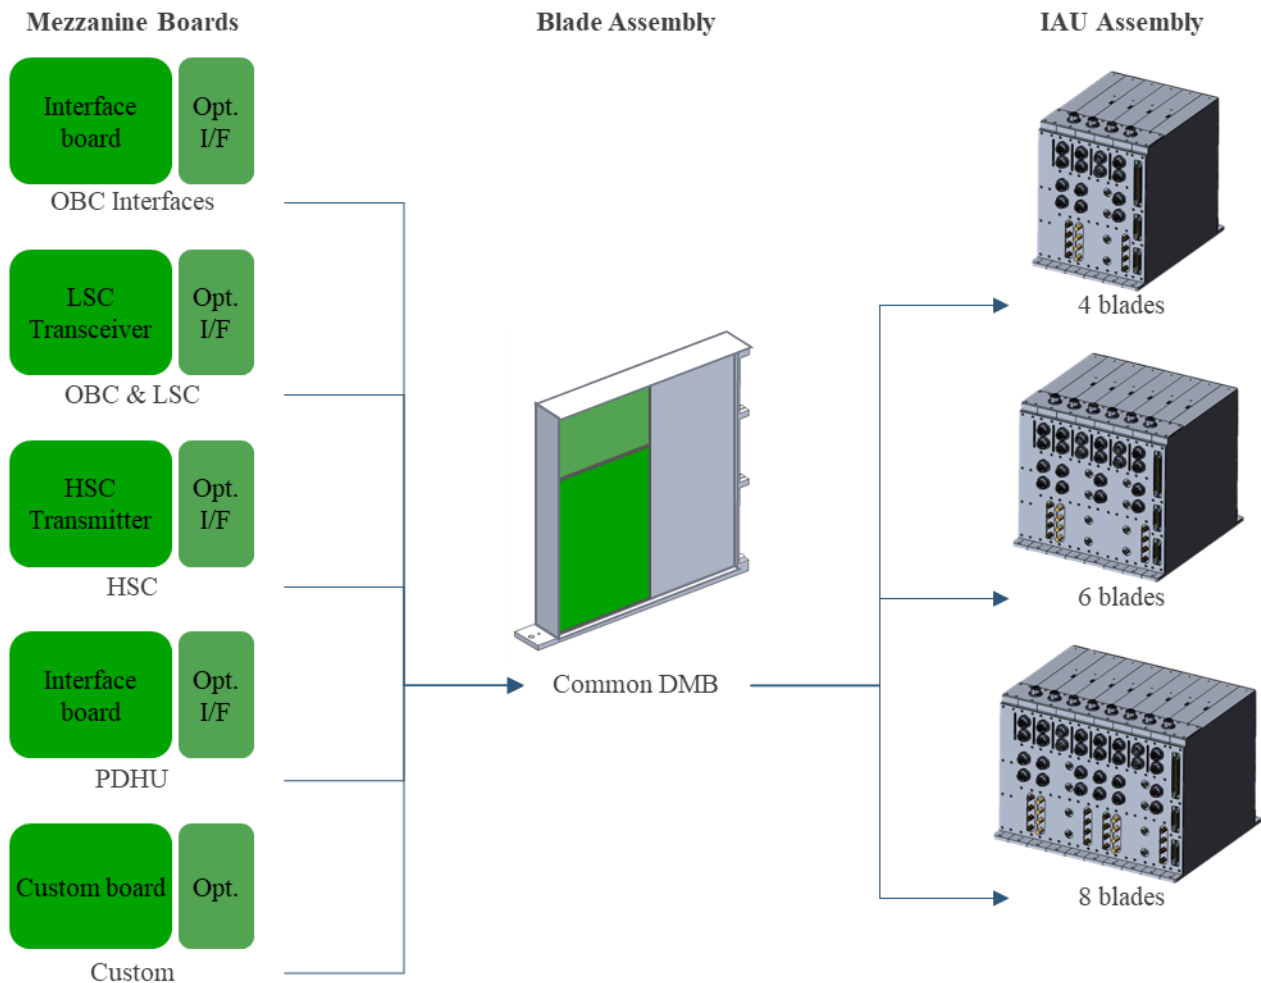 Mezzanine Boards
Blade Assembly
IAU Assembly
Interface
board
Opt.
I/F
OBC Interfaces
LSC
Transceiver
Opt.
I/F
OBC & LSC
HSC
Transmitter
Opt.
I/F
HSC
Interface
board
Opt.
I/F
PDHU
Custom board
Opt.
Custom
Common DMB
4 blades
6 blades
8 blades